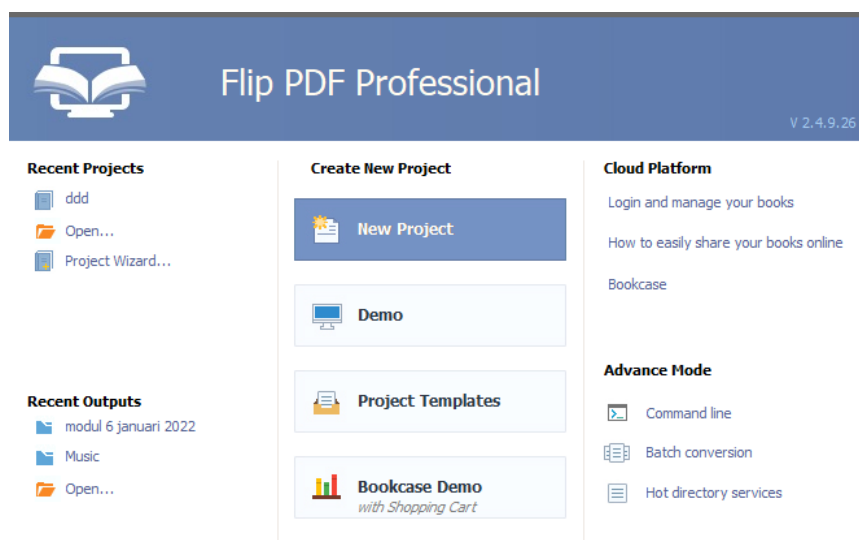 Flip PDF Professional
V 2.4.9.26
Recent Projects
ddd
Open...
Project Wizard...
Recent Outputs
modul 6 januari 2022
Music
Open...
Create New Project
New Project
Demo
Project Templates
Bookcase Demo
with Shopping Cart
Cloud Platform
Login and manage your books
How to easily share your books online
Bookcase
Advance Mode
Command line
Batch conversion
Hot directory services